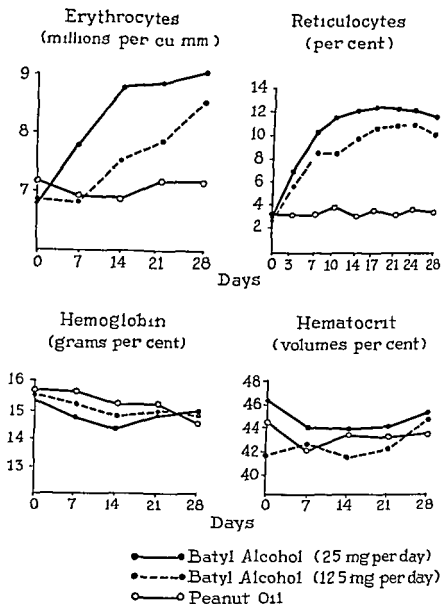 Erythrocytes
(millions per cu mm)
9
8
7
0 7 14 21 28
Reticulocytes
(per cent)
14
12
10
8
6
4
2
0 3 7 10 14 17 21 25 28
Days
Hemoglobin
(grams per cent)
16
15
14
13
0 7 14 21 28
Hematocrit
(volumes per cent)
48
46
44
42
40
0 7 14 21 28
Days
Batyl Alcohol (25 mg per day)
Batyl Alcohol (125 mg per day)
Peanut Oil